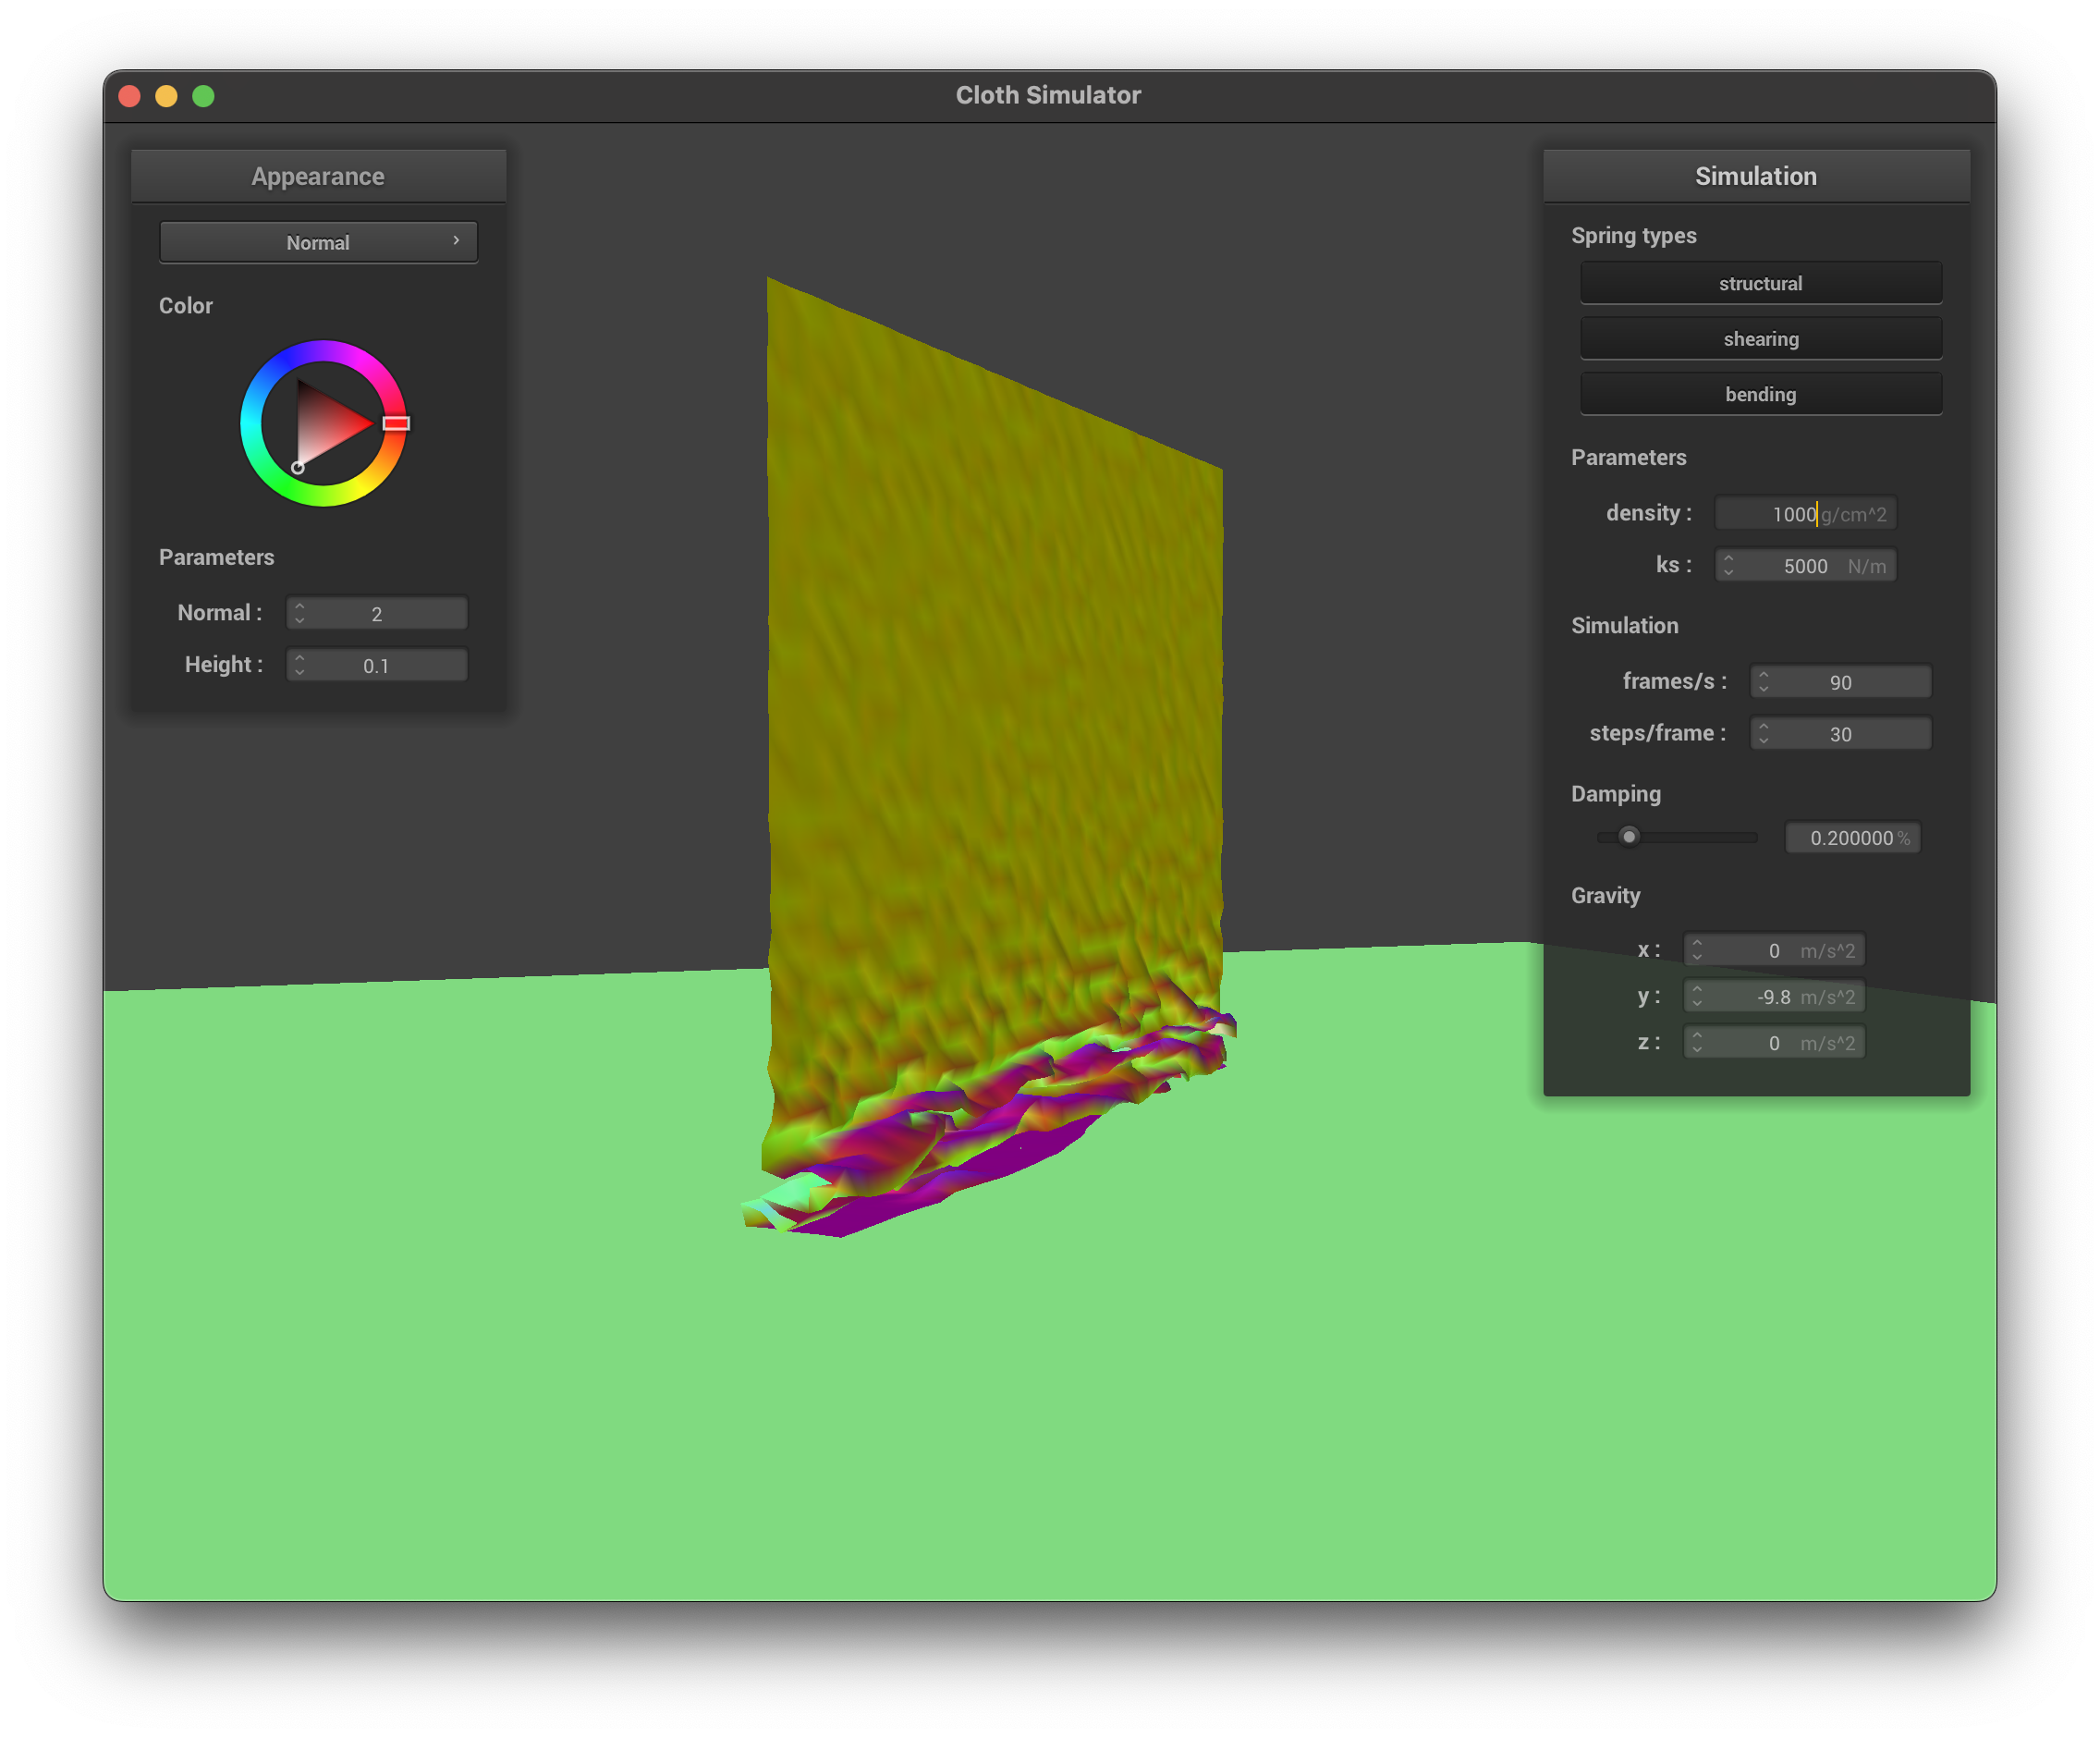 Cloth Simulator
Appearance
Normal
Color
Parameters
Normal : 2
Height : 0.1
Simulation
Spring types
structural
shearing
bending
Parameters
density : 1000 g/cm^2
ks : 5000 N/m
Simulation
frames/s : 90
steps/frame : 30
Damping
0.200000 %
Gravity
x : 0 m/s^2
y : -9.8 m/s^2
z : 0 m/s^2